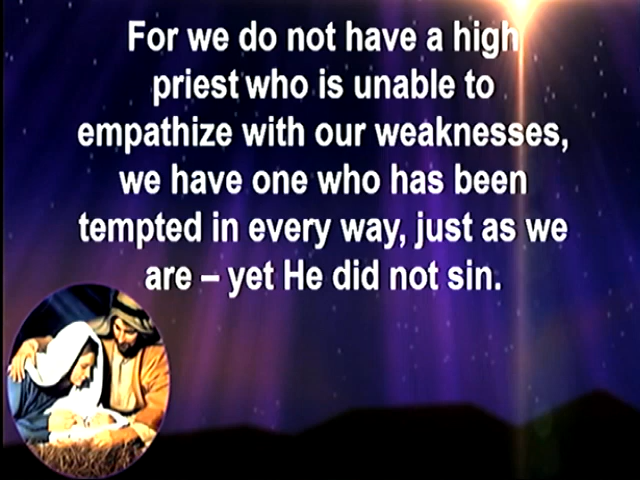 For we do not have a high
priest who is unable to
empathize with our weaknesses,
we have one who has been
tempted in every way, just as we
are – yet He did not sin.